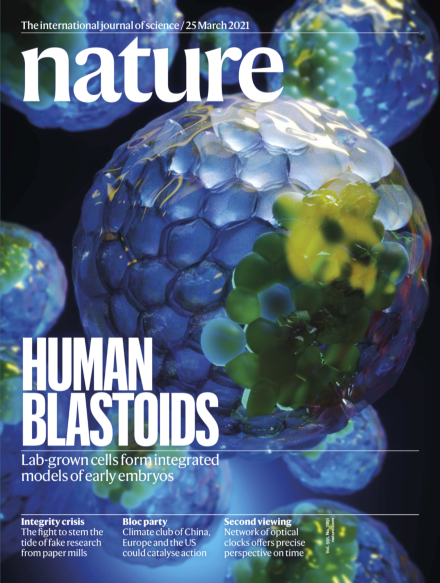 The international journal of science / 25 March 2021
nature
HUMAN
BLASTOIDS
Lab-grown cells form integrated
models of early embryos
Integrity crisis
The fight to stem the
tide of fake research
from paper mills
Bloc party
Climate club of China,
Europe and the US
could catalyse action
Second viewing
Network of optical
clocks offers precise
perspective on time